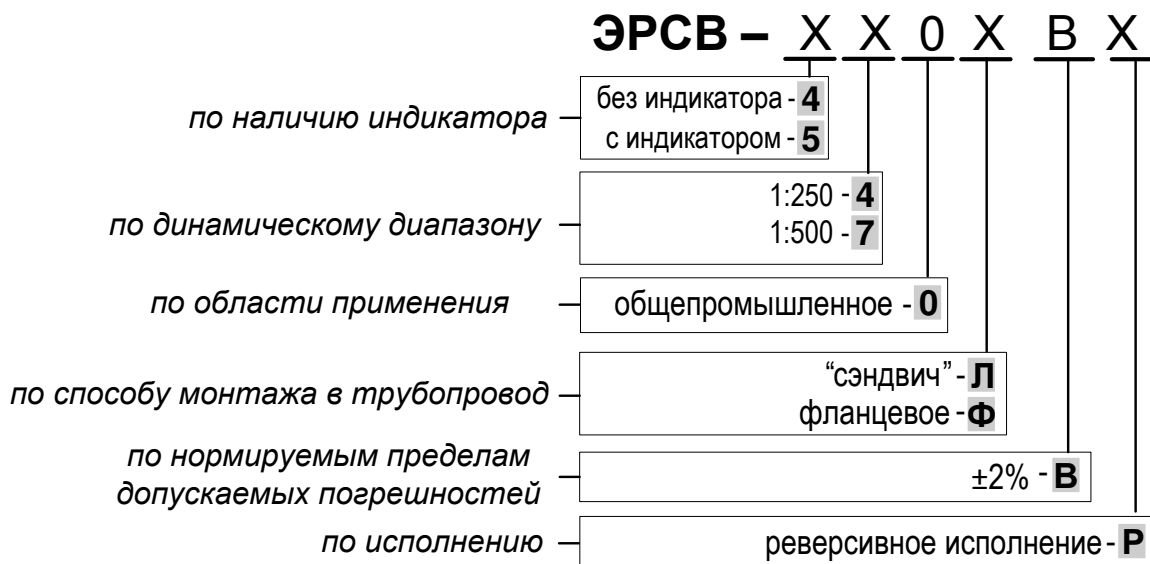 ЭРСВ – X X 0 X В X
без индикатора - 4
по наличию индикатора
с индикатором - 5
1:250 - 4
по динамическому диапазону
1:500 - 7
по области применения
общепромышленное - 0
“сэндвич” - Л
по способу монтажа в трубопровод
фланцевое - Ф
по нормируемым пределам
допускаемых погрешностей
±2% - В
по исполнению
реверсивное исполнение - Р